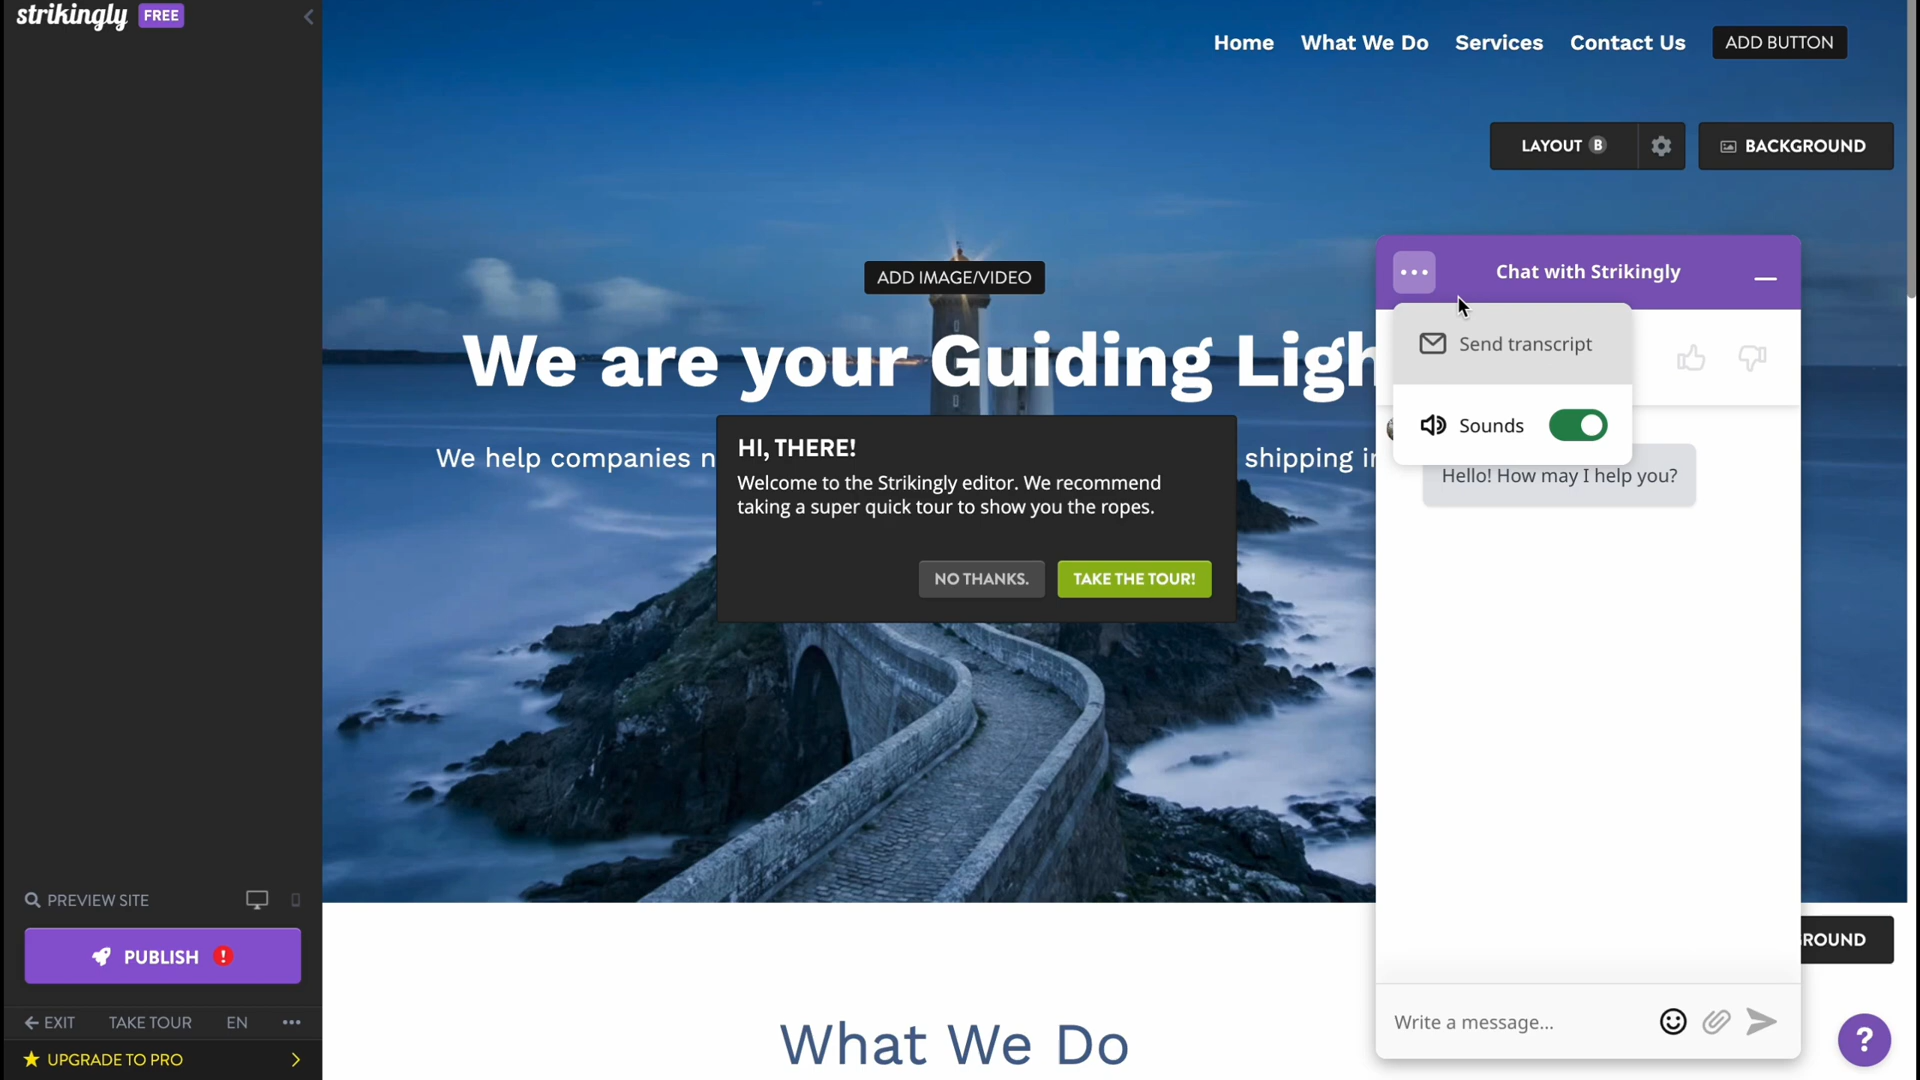 strikingly FREE
Home What We Do Services Contact Us ADD BUTTON
LAYOUT B BACKGROUND
ADD IMAGE/VIDEO
We are your Guiding Ligh
We help companies n
shipping in
HI, THERE!
Welcome to the Strikingly editor. We recommend
taking a super quick tour to show you the ropes.
NO THANKS. TAKE THE TOUR!
Chat with Strikingly
Send transcript
Sounds
Hello! How may I help you?
Write a message...
?
GROUND
What We Do
PREVIEW SITE
PUBLISH !
EXIT TAKE TOUR EN
UPGRADE TO PRO